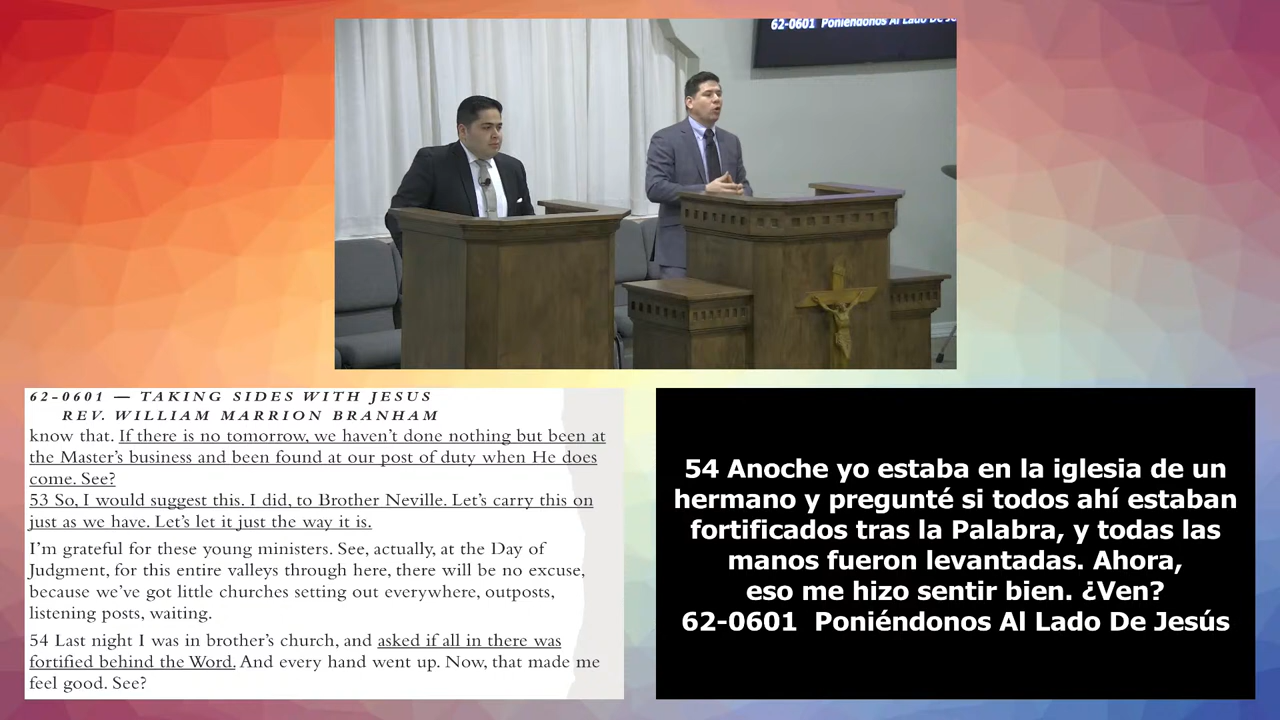 62-0601 Poniéndonos Al Lado De
62-0601 — TAKING SIDES WITH JESUS
REV. WILLIAM MARRION BRANHAM
know that. If there is no tomorrow, we haven't done nothing but been at
the Master's business and been found at our post of duty when He does
come. See?
53 So, I would suggest this. I did, to Brother Neville. Let's carry this on
just as we have. Let's let it just the way it is.
I'm grateful for these young ministers. See, actually, at the Day of
Judgment, for this entire valleys through here, there will be no excuse,
because we've got little churches setting out everywhere, outposts,
listening posts, waiting.
54 Last night I was in brother's church, and asked if all in there was
fortified behind the Word. And every hand went up. Now, that made me
feel good. See?
54 Anoche yo estaba en la iglesia de un
hermano y pregunté si todos ahí estaban
fortificados tras la Palabra, y todas las
manos fueron levantadas. Ahora,
eso me hizo sentir bien. ¿Ven?
62-0601 Poniéndonos Al Lado De Jesús